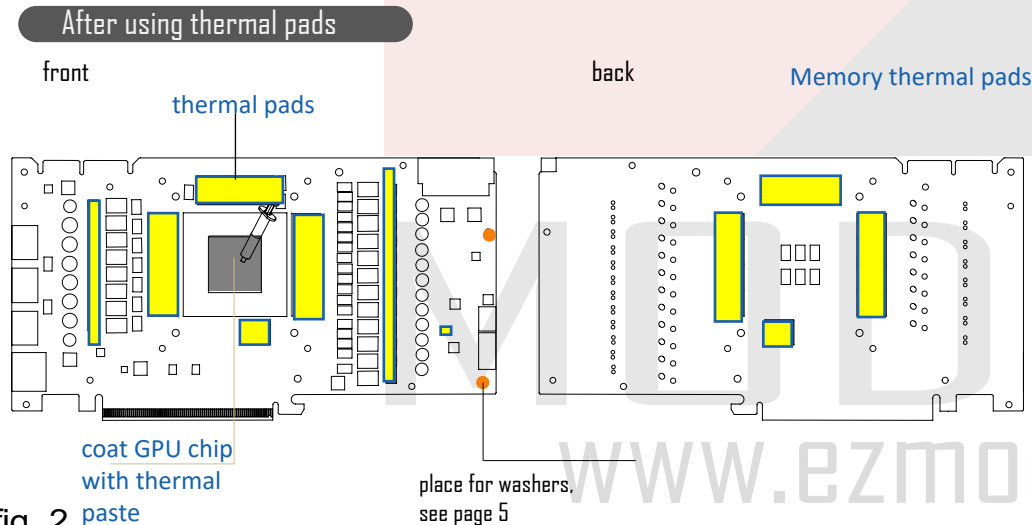 After using thermal pads
front
back
Memory thermal pads
thermal pads
MOD
coat GPU chip
with thermal
paste
place for washers,
see page 5
www.ezmo
fig. 2